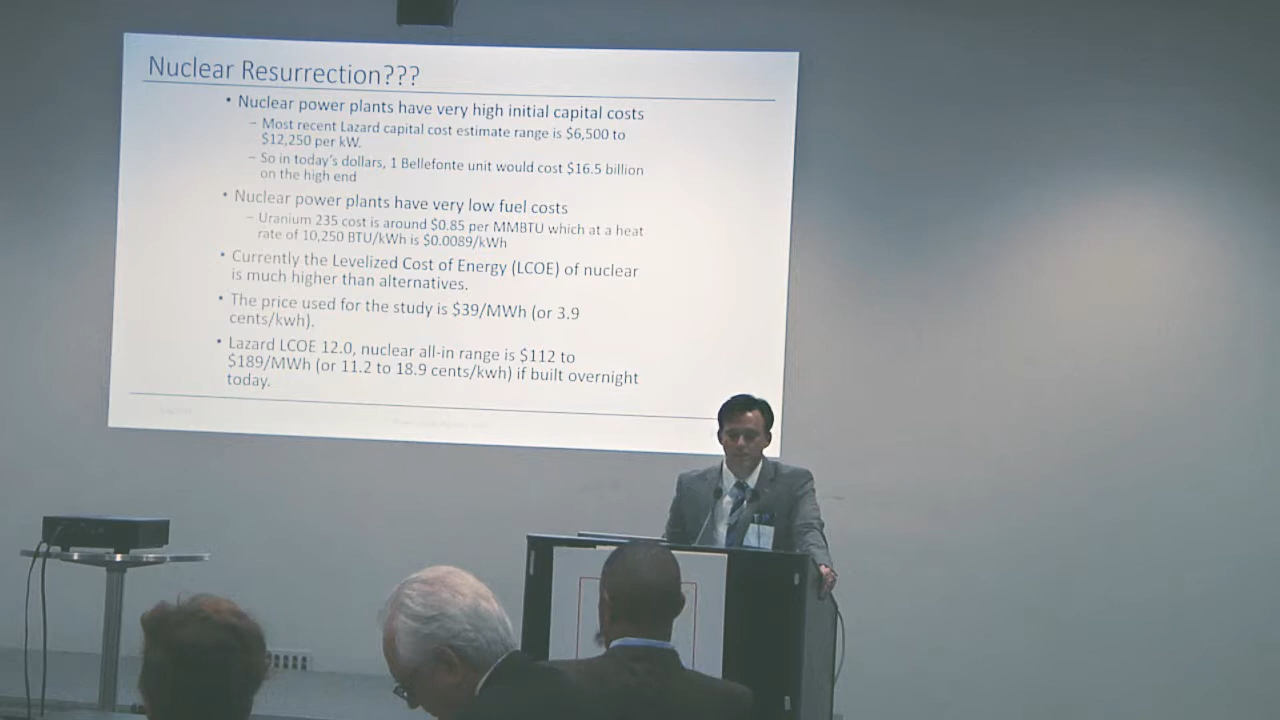 Nuclear Resurrection???
• Nuclear power plants have very high initial capital costs
– Most recent Lazard capital cost estimate range is $6,500 to
$12,250 per kW.
– So in today's dollars, 1 Bellefonte unit would cost $16.5 billion
on the high end
• Nuclear power plants have very low fuel costs
– Uranium 235 cost is around $0.85 per MMBTU which at a heat
rate of 10,250 BTU/kWh is $0.0089/kWh
• Currently the Levelized Cost of Energy (LCOE) of nuclear
is much higher than alternatives.
• The price used for the study is $39/MWh (or 3.9
cents/kwh).
• Lazard LCOE 12.0, nuclear all-in range is $112 to
$189/MWh (or 11.2 to 18.9 cents/kwh) if built overnight
today.